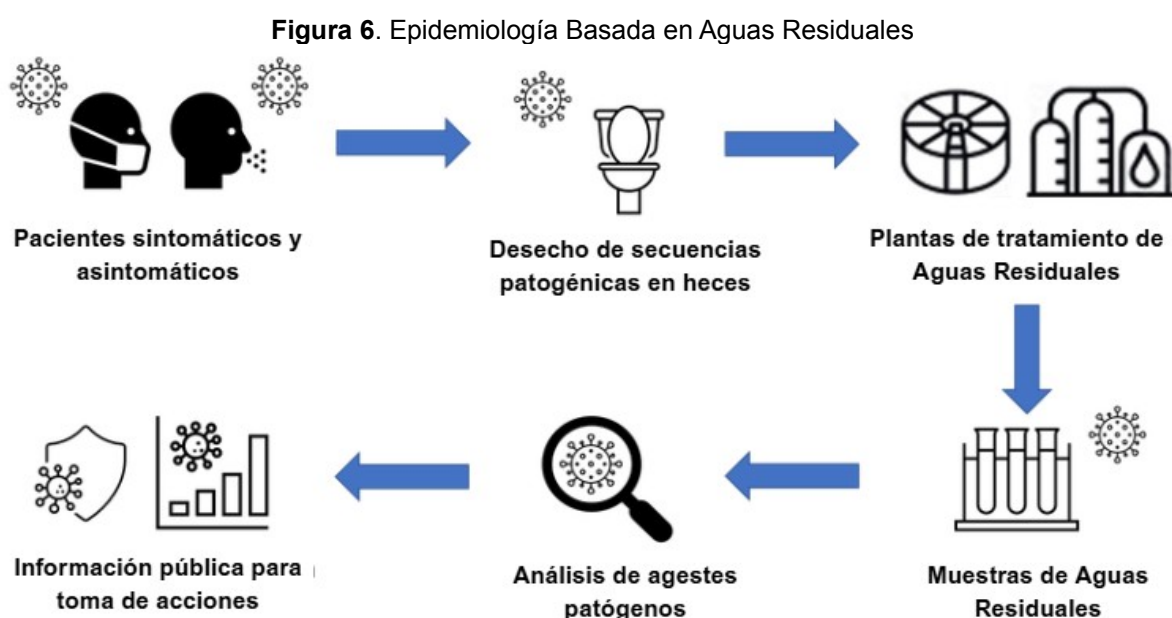 Figura 6. Epidemiología Basada en Aguas Residuales
Pacientes sintomáticos y
asintomáticos
Desecho de secuencias
patogénicas en heces
Plantas de tratamiento de
Aguas Residuales
Muestras de Aguas
Residuales
Análisis de agestes
patógenos
Información pública para
toma de acciones